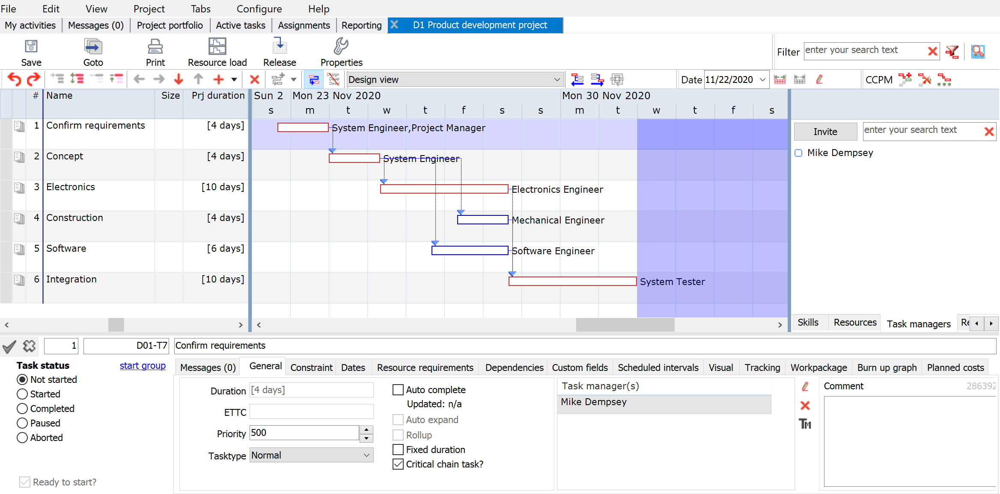 File Edit View Project Tabs Configure Help
My activities Messages (0) Project portfolio Active tasks Assignments Reporting D1 Product development project
Save Goto Print Resource load Release Properties Filter enter your search text
Design Devel Devel Design view Date 11/22/2020 CCPM
# Name Size Prj duration Sun 2 Mon 23 Nov 2020 Mon 30 Nov 2020
s m t w t f s s m t w t f s
1 Confirm requirements [4 days] System Engineer,Project Manager
Invite enter your search text
2 Concept [4 days] System Engineer
Mike Dempsey
3 Electronics [10 days] Electronics Engineer
4 Construction [4 days] Mechanical Engineer
5 Software [6 days] Software Engineer
6 Integration [10 days] System Tester
Skills Resources Task managers Re
1 D01-T7 Confirm requirements
Task status start group
Not started
Started
Completed
Paused
Aborted
Ready to start?
Messages (0) General Constraint Dates Resource requirements Dependencies Custom fields Scheduled intervals Visual Tracking Workpackage Burn up graph Planned costs
Duration [4 days]
ETTC
Priority 500
Tasktype Normal
Auto complete
Updated: n/a
Auto expand
Rollup
Fixed duration
Critical chain task?
Task manager(s)
Mike Dempsey
TM
Comment 286392